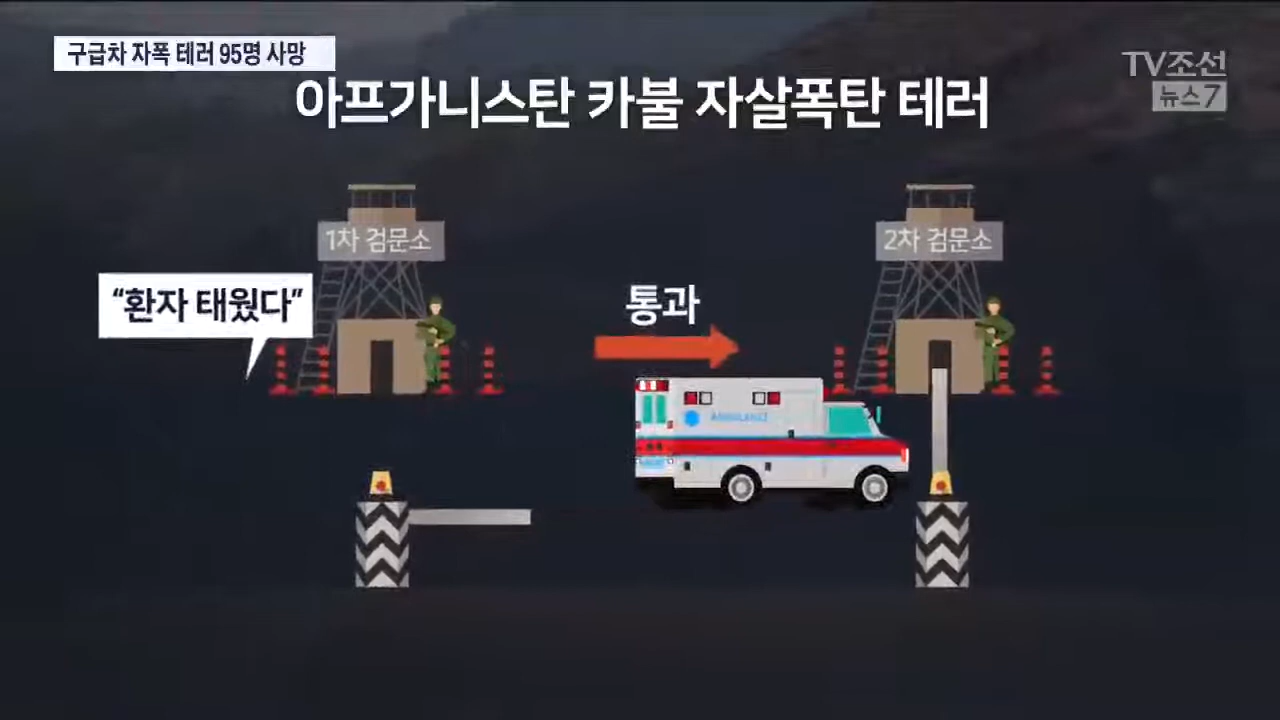 구급차 자폭 테러 95명 사망
TV조선
뉴스7
아프가니스탄 카불 자살폭탄 테러
1차 검문소
2차 검문소
“환자 태웠다”
통과
AMBULANCE